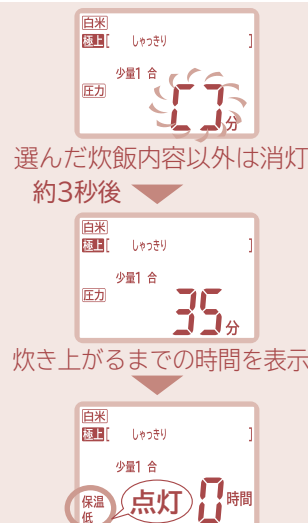 白米
極上[ しゃっきり ]
少量1 合
圧力
分
選んだ炊飯内容以外は消灯
約3秒後
白米
極上[ しゃっきり ]
少量1 合
圧力
35分
炊き上がるまでの時間を表示
白米
極上[ しゃっきり ]
少量1 合
保温 点灯 0時間
低